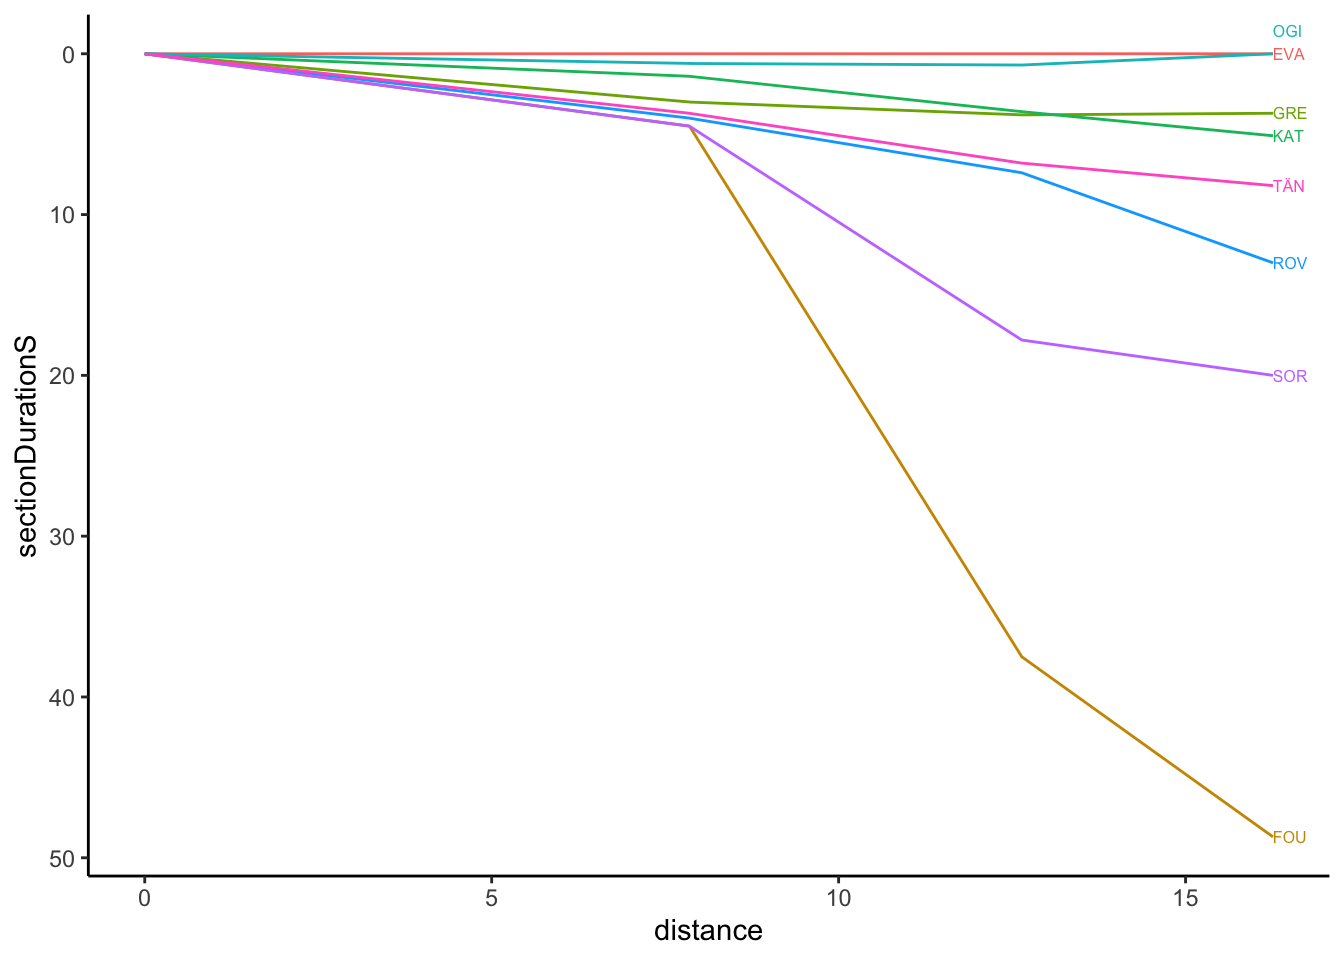 OGI
EVA
GRE
KAT
TÄN
ROV
SOR
FOU
0
10
20
30
40
50
sectionDurationS
0 5 10 15
distance